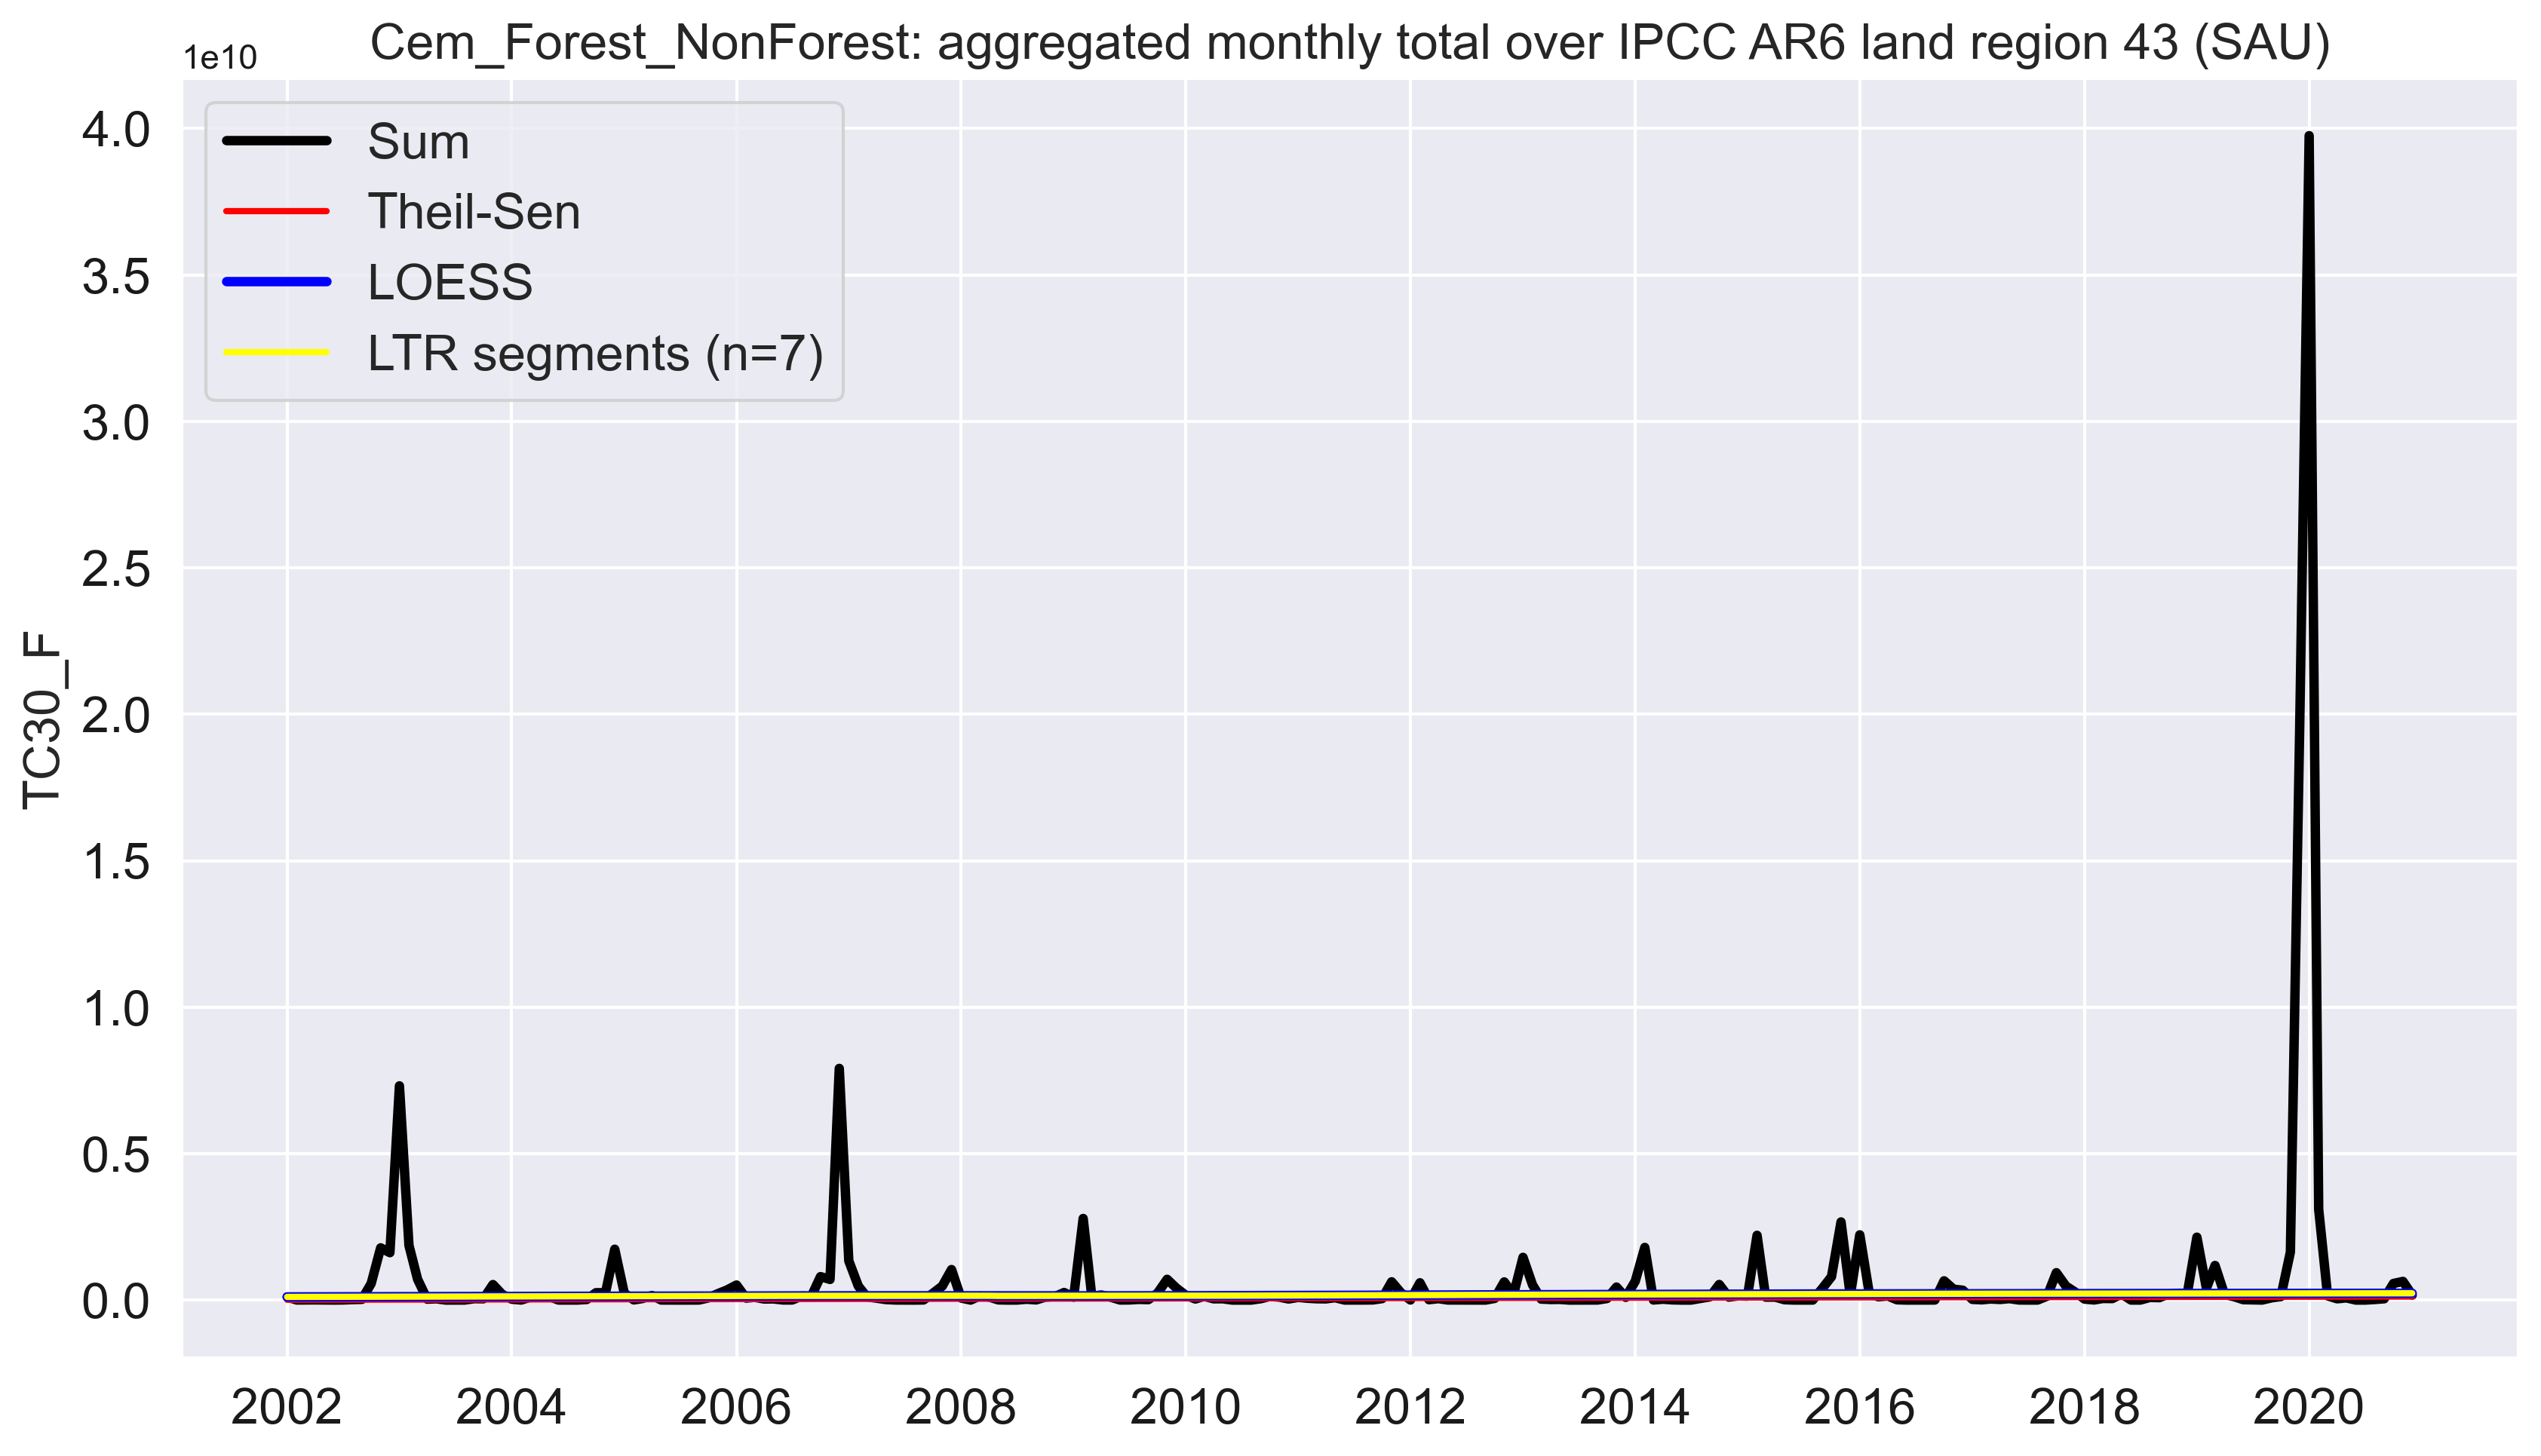 Cem_Forest_NonForest: aggregated monthly total over IPCC AR6 land region 43 (SAU)
1e10
4.0
3.5
3.0
2.5
2.0
1.5
1.0
0.5
0.0
TC30_F
Sum
Theil-Sen
LOESS
LTR segments (n=7)
2002 2004 2006 2008 2010 2012 2014 2016 2018 2020